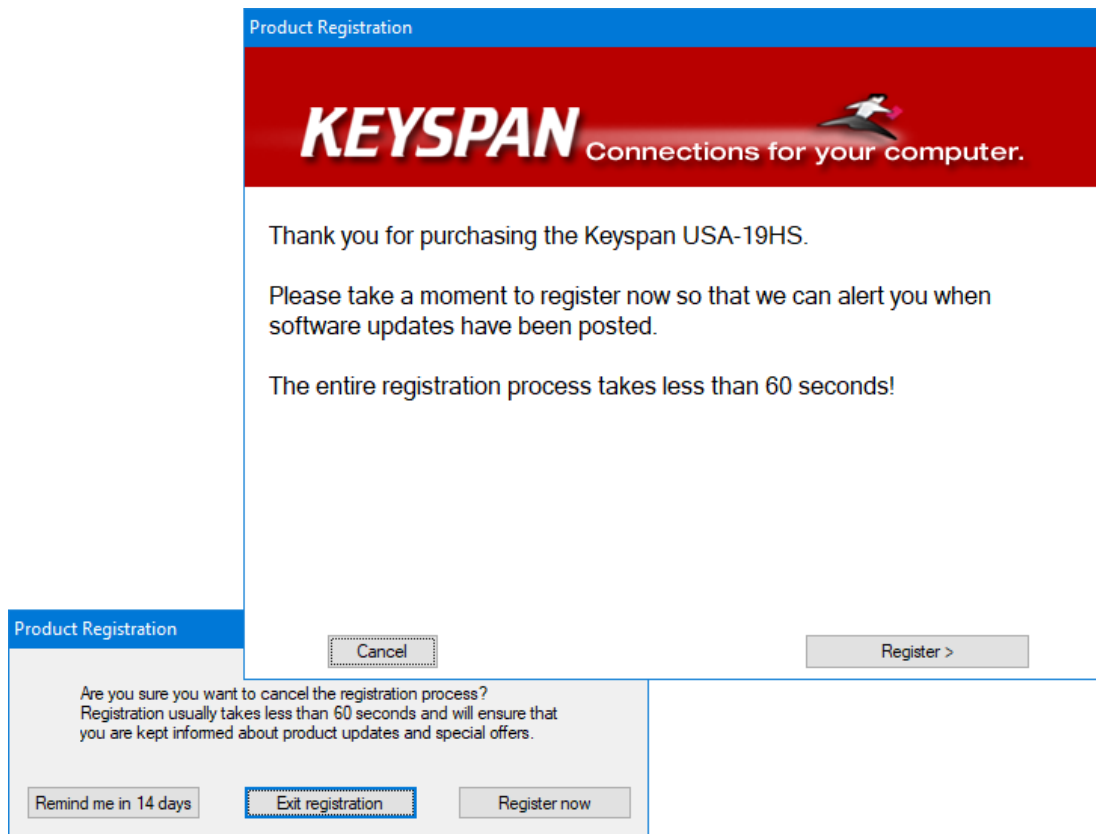 Product Registration
KEYSPAN Connections for your computer.
Thank you for purchasing the Keyspan USA-19HS.
Please take a moment to register now so that we can alert you when
software updates have been posted.
The entire registration process takes less than 60 seconds!
Cancel
Register >
Product Registration
Are you sure you want to cancel the registration process?
Registration usually takes less than 60 seconds and will ensure that
you are kept informed about product updates and special offers.
Remind me in 14 days
Exit registration
Register now